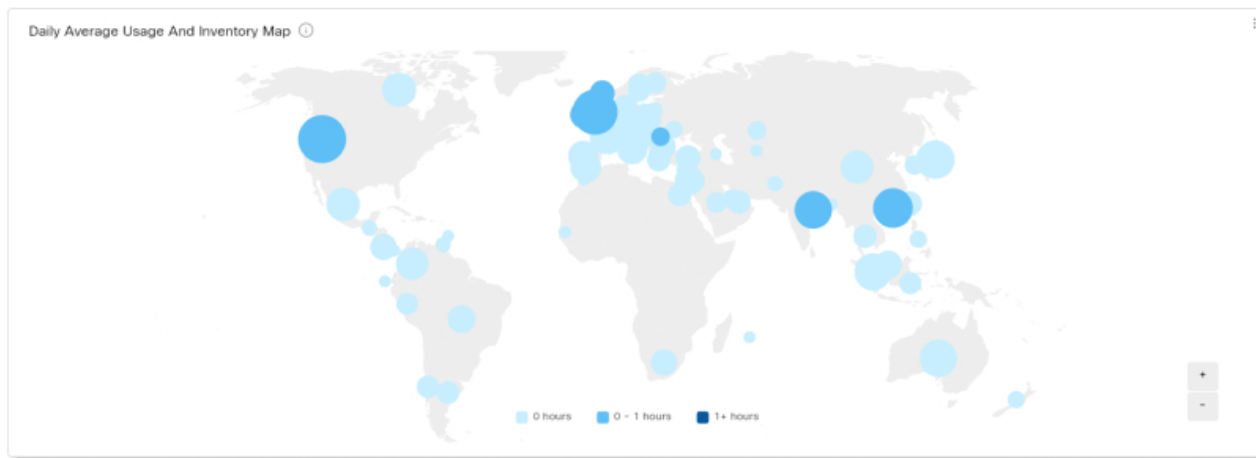 Daily Average Usage And Inventory Map
+
-
0 hours
0 - 1 hours
1+ hours